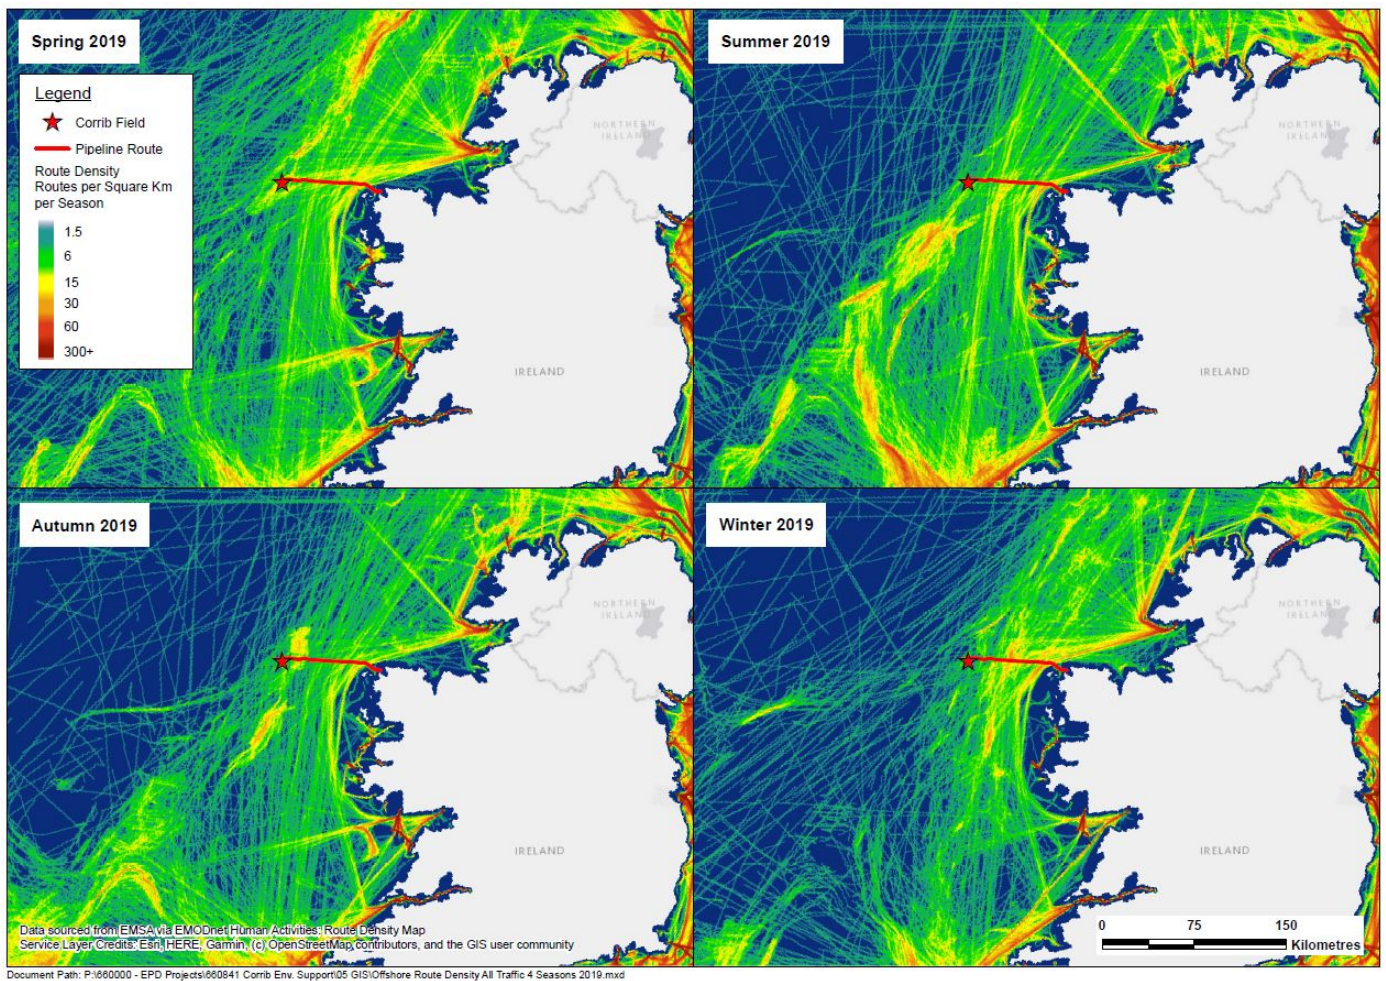 Spring 2019
Legend
Corrib Field
Pipeline Route
Route Density
Routes per Square Km
per Season
1.5
6
15
30
60
300+
NORTHERN
IRELAND
IRELAND
Summer 2019
NORTHERN
IRELAND
IRELAND
Autumn 2019
NORTHERN
IRELAND
IRELAND
Data sourced from EMSA via EMODnet Human Activities: Route Density Map
Service Layer Credits: Esri, HERE, Garmin, (c) OpenStreetMap contributors, and the GIS user community
Winter 2019
NORTHERN
IRELAND
IRELAND
0 75 150
Kilometres
Document Path: P:\660000 - EPD Projects\660841 Corrib Env. Support\05 GIS\Offshore Route Density All Traffic 4 Seasons 2019.mxd